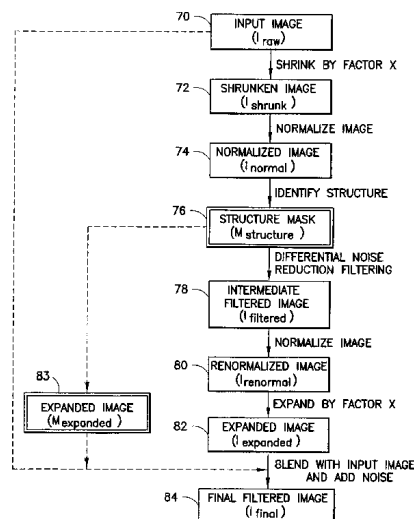 70
INPUT IMAGE
(I raw)
SHRINK BY FACTOR X
72
SHRUNKEN IMAGE
(I shrunk)
NORMALIZE IMAGE
74
NORMALIZED IMAGE
(I normal)
IDENTIFY STRUCTURE
76
STRUCTURE MASK
(M structure)
DIFFERENTIAL NOISE
REDUCTION FILTERING
78
INTERMEDIATE
FILTERED IMAGE
(I filtered)
NORMALIZE IMAGE
80
RENORMALIZED IMAGE
(I renormal)
EXPAND BY FACTOR X
83
EXPANDED IMAGE
(M expanded)
82
EXPANDED IMAGE
(I expanded)
BLEND WITH INPUT IMAGE
AND ADD NOISE
84
FINAL FILTERED IMAGE
(I final)